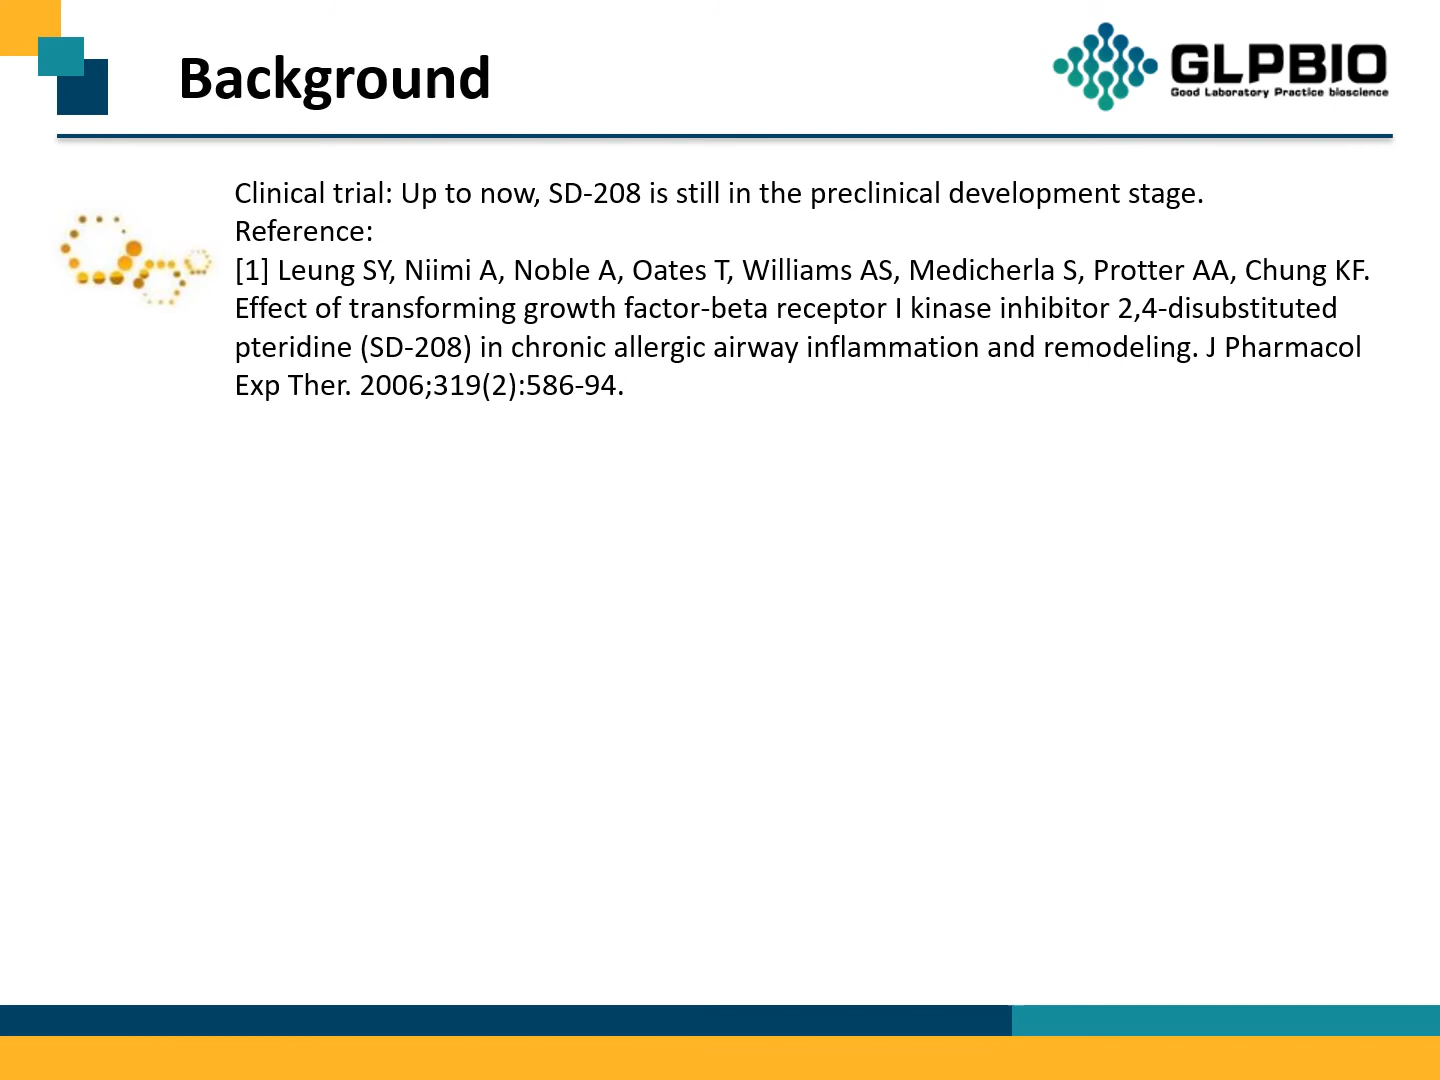 Background
GLPBIO
Good Laboratory Practice bioscience
Clinical trial: Up to now, SD-208 is still in the preclinical development stage.
Reference:
[1] Leung SY, Niimi A, Noble A, Oates T, Williams AS, Medicherla S, Protter AA, Chung KF.
Effect of transforming growth factor-beta receptor I kinase inhibitor 2,4-disubstituted
pteridine (SD-208) in chronic allergic airway inflammation and remodeling. J Pharmacol
Exp Ther. 2006;319(2):586-94.